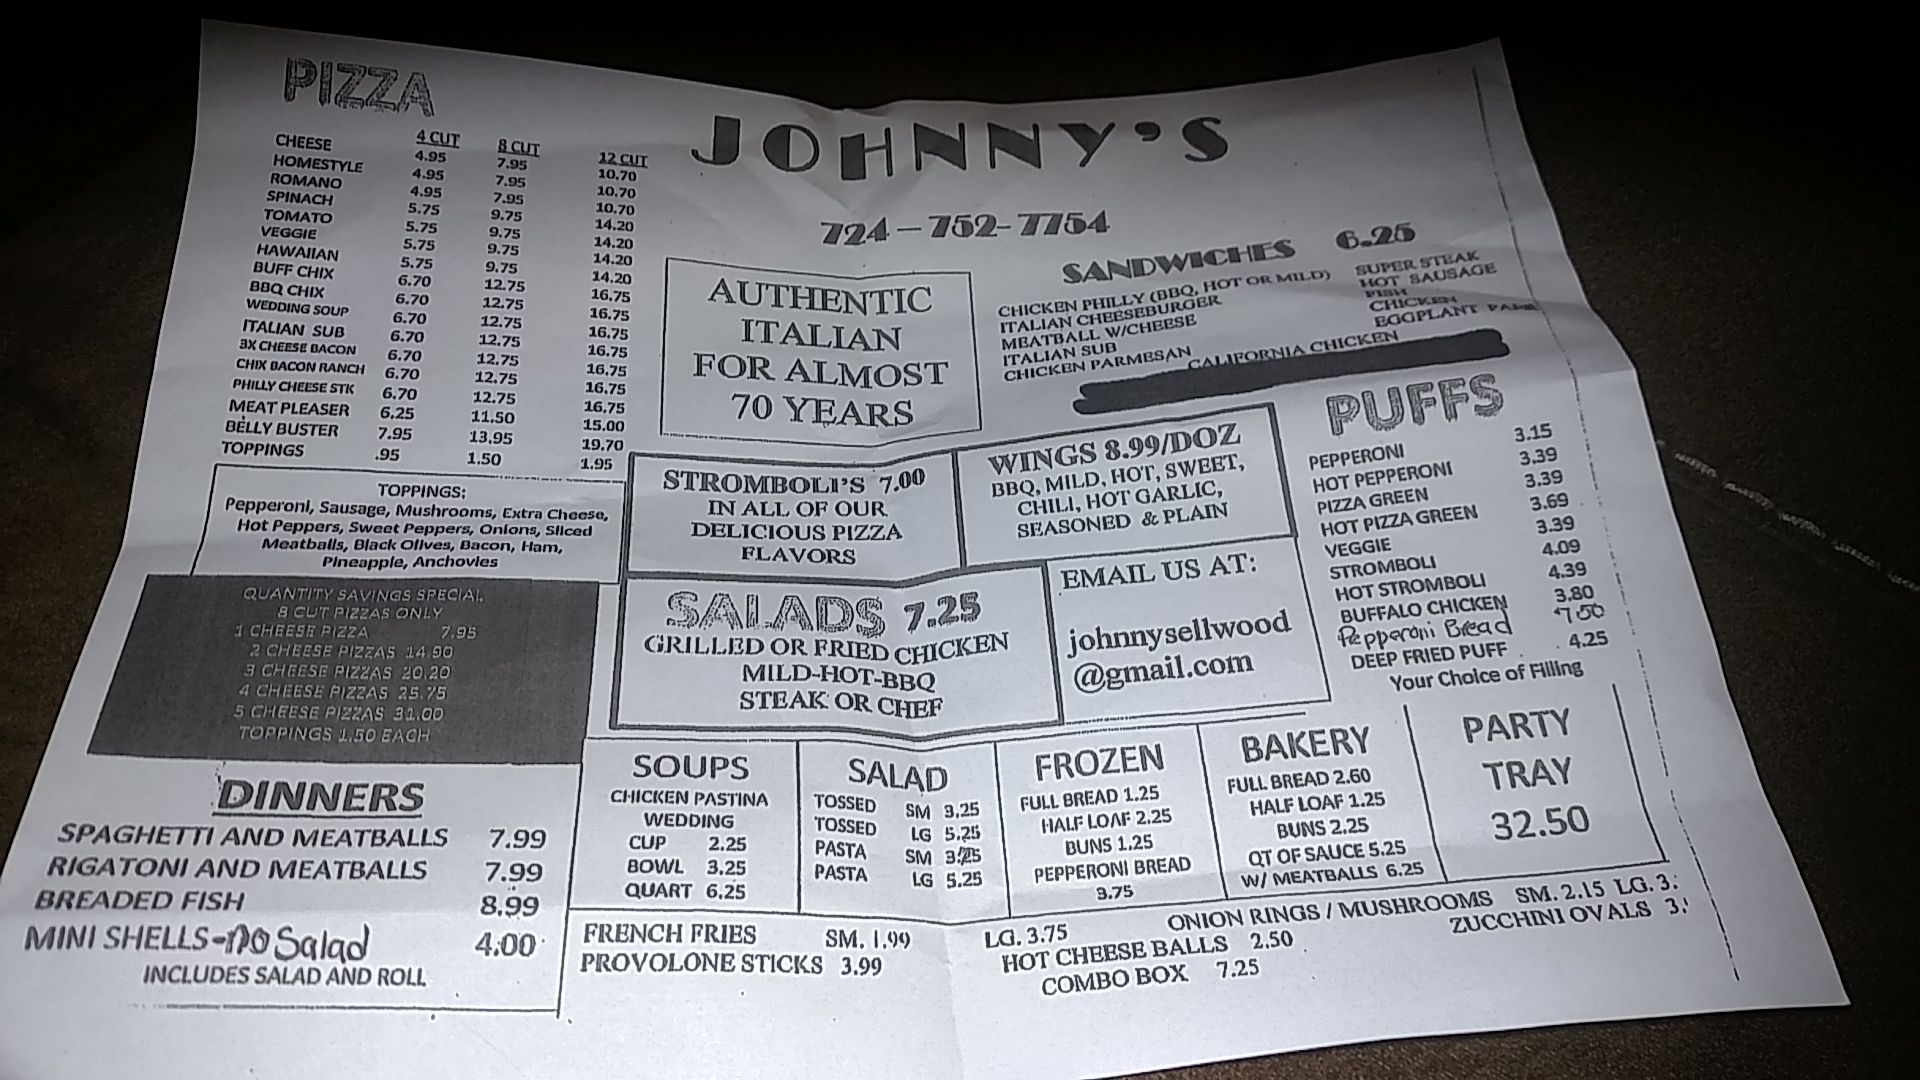 PIZZA
4 CUT 8 CUT 12 CUT
CHEESE 4.95 7.95 10.70
HOMESTYLE 4.95 7.95 10.70
ROMANO 4.95 7.95 10.70
SPINACH 5.75 9.75 14.20
TOMATO 5.75 9.75 14.20
VEGGIE 5.75 9.75 14.20
HAWAIIAN 5.75 9.75 14.20
BUFF CHIX 6.70 12.75 16.75
BBQ CHIX 6.70 12.75 16.75
WEDDING SOUP 6.70 12.75 16.75
ITALIAN SUB 6.70 12.75 16.75
3X CHEESE BACON 6.70 12.75 16.75
CHIX BACON RANCH 6.70 12.75 16.75
PHILLY CHEESE STK 6.70 12.75 16.75
MEAT PLEASER 6.25 11.50 15.00
BELLY BUSTER 7.95 13.95 19.70
TOPPINGS .95 1.50 1.95
TOPPINGS:
Pepperoni, Sausage, Mushrooms, Extra Cheese,
Hot Peppers, Sweet Peppers, Onions, Sliced
Meatballs, Black Olives, Bacon, Ham,
Pineapple, Anchovies
QUANTITY SAVINGS SPECIAL
8 CUT PIZZAS ONLY
1 CHEESE PIZZA 7.95
2 CHEESE PIZZAS 14.90
3 CHEESE PIZZAS 20.20
4 CHEESE PIZZAS 25.75
5 CHEESE PIZZAS 31.00
TOPPINGS 1.50 EACH
DINNERS
SPAGHETTI AND MEATBALLS 7.99
RIGATONI AND MEATBALLS 7.99
BREADED FISH 8.99
MINI SHELLS-no Salad 4.00
INCLUDES SALAD AND ROLL
JOHNNY'S
724-752-7754
AUTHENTIC
ITALIAN
FOR ALMOST
70 YEARS
SANDWICHES 6.25
CHICKEN PHILLY (BBQ, HOT OR MILD)
ITALIAN CHEESEBURGER
MEATBALL W/CHEESE
ITALIAN SUB
CHICKEN PARMESAN
SUPER STEAK
HOT SAUSAGE
FISH
CHICKEN
EGGPLANT PARM
CALIFORNIA CHICKEN
STROMBOLI'S 7.00
IN ALL OF OUR
DELICIOUS PIZZA
FLAVORS
WINGS 8.99/DOZ
BBQ, MILD, HOT, SWEET,
CHILI, HOT GARLIC,
SEASONED & PLAIN
SALADS 7.25
GRILLED OR FRIED CHICKEN
MILD-HOT-BBQ
STEAK OR CHEF
EMAIL US AT:
johnnysellwood
@gmail.com
PUFFS
PEPPERONI 3.15
HOT PEPPERONI 3.39
PIZZA GREEN 3.39
HOT PIZZA GREEN 3.69
VEGGIE 3.39
STROMBOLI 4.09
HOT STROMBOLI 4.39
BUFFALO CHICKEN 3.80
Pepperoni Bread $7.50
DEEP FRIED PUFF 4.25
Your Choice of Filling
SOUPS
CHICKEN PASTINA
WEDDING
CUP 2.25
BOWL 3.25
QUART 6.25
SALAD
TOSSED SM 3.25
TOSSED LG 5.25
PASTA SM 3.25
PASTA LG 5.25
FROZEN
FULL BREAD 1.25
HALF LOAF 2.25
BUNS 1.25
PEPPERONI BREAD
3.75
BAKERY
FULL BREAD 2.60
HALF LOAF 1.25
BUNS 2.25
QT OF SAUCE 5.25
W/ MEATBALLS 6.25
PARTY
TRAY
32.50
FRENCH FRIES SM. 1.99 LG. 3.75
PROVOLONE STICKS 3.99
HOT CHEESE BALLS 2.50
COMBO BOX 7.25
ONION RINGS / MUSHROOMS SM. 2.15 LG. 3.
ZUCCHINI OVALS 3.